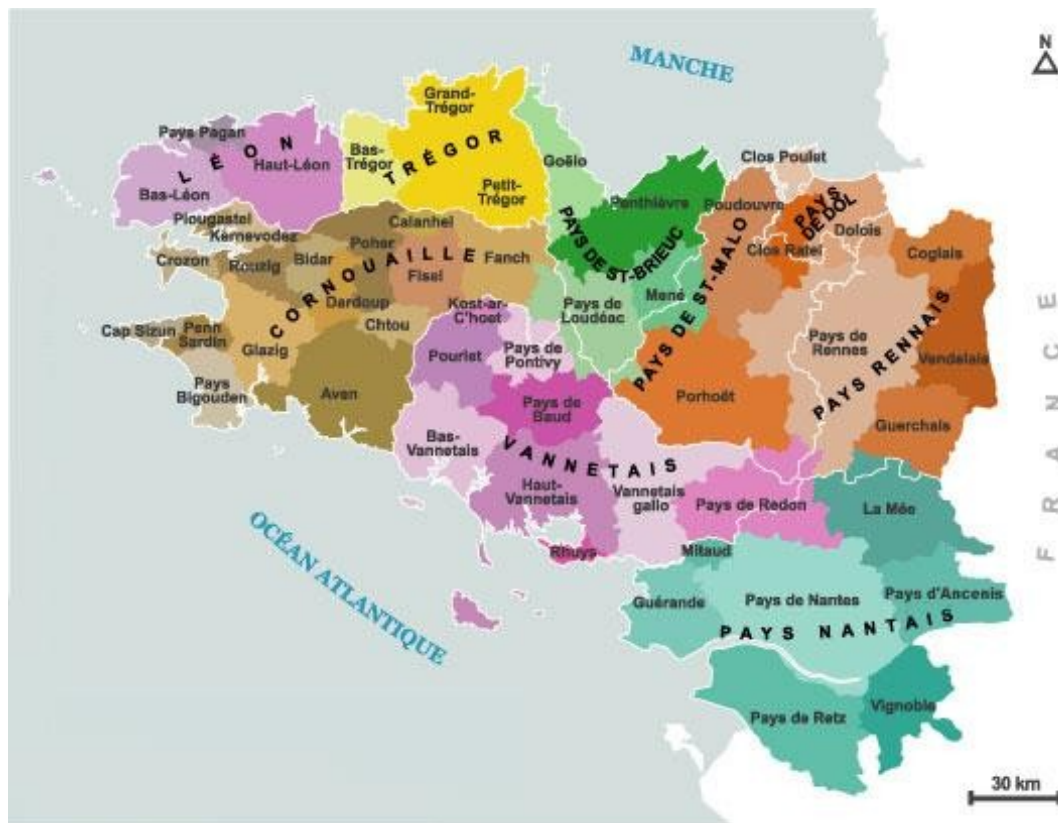 MANCHE
N
Grand-
Trégor
Pays Pagan
LÉON
Haut-Léon
Bas-Léon
Bas-
Trégor
TRÉGOR
Petit-
Trégor
Goëlo
Clos Poulet
Penthièvre
Poudouvre
PAYS
DE DOL
Dolois
PAYS DE ST-BRIEUC
PAYS DE ST-MALO
Clos Ratel
Coglais
Plougastel
Kernevodez
Calanhel
Crozon
Rouzig
Bidar
Poher
Fisel
Fanch
CORNOUAILLE
Dardoup
Kost-ar-
C'hoet
Pays de
Loudéac
Mené
Cap Sizun
Penn
Sardin
Glazig
Chtou
Pourlet
Pays de
Pontivy
Pays de
Rennes
PAYS RENNAIS
Vendelais
FRANCE
Pays
Bigouden
Aven
Pays de
Baud
Porhoët
Guerchais
Bas-
Vannetais
VANNETAIS
Haut-
Vannetais
Vannetais
gallo
Pays de Redon
La Mée
OCÉAN ATLANTIQUE
Rhuys
Mitaud
Guérande
Pays de Nantes
Pays d'Ancenis
PAYS NANTAIS
Pays de Retz
Vignoble
30 km